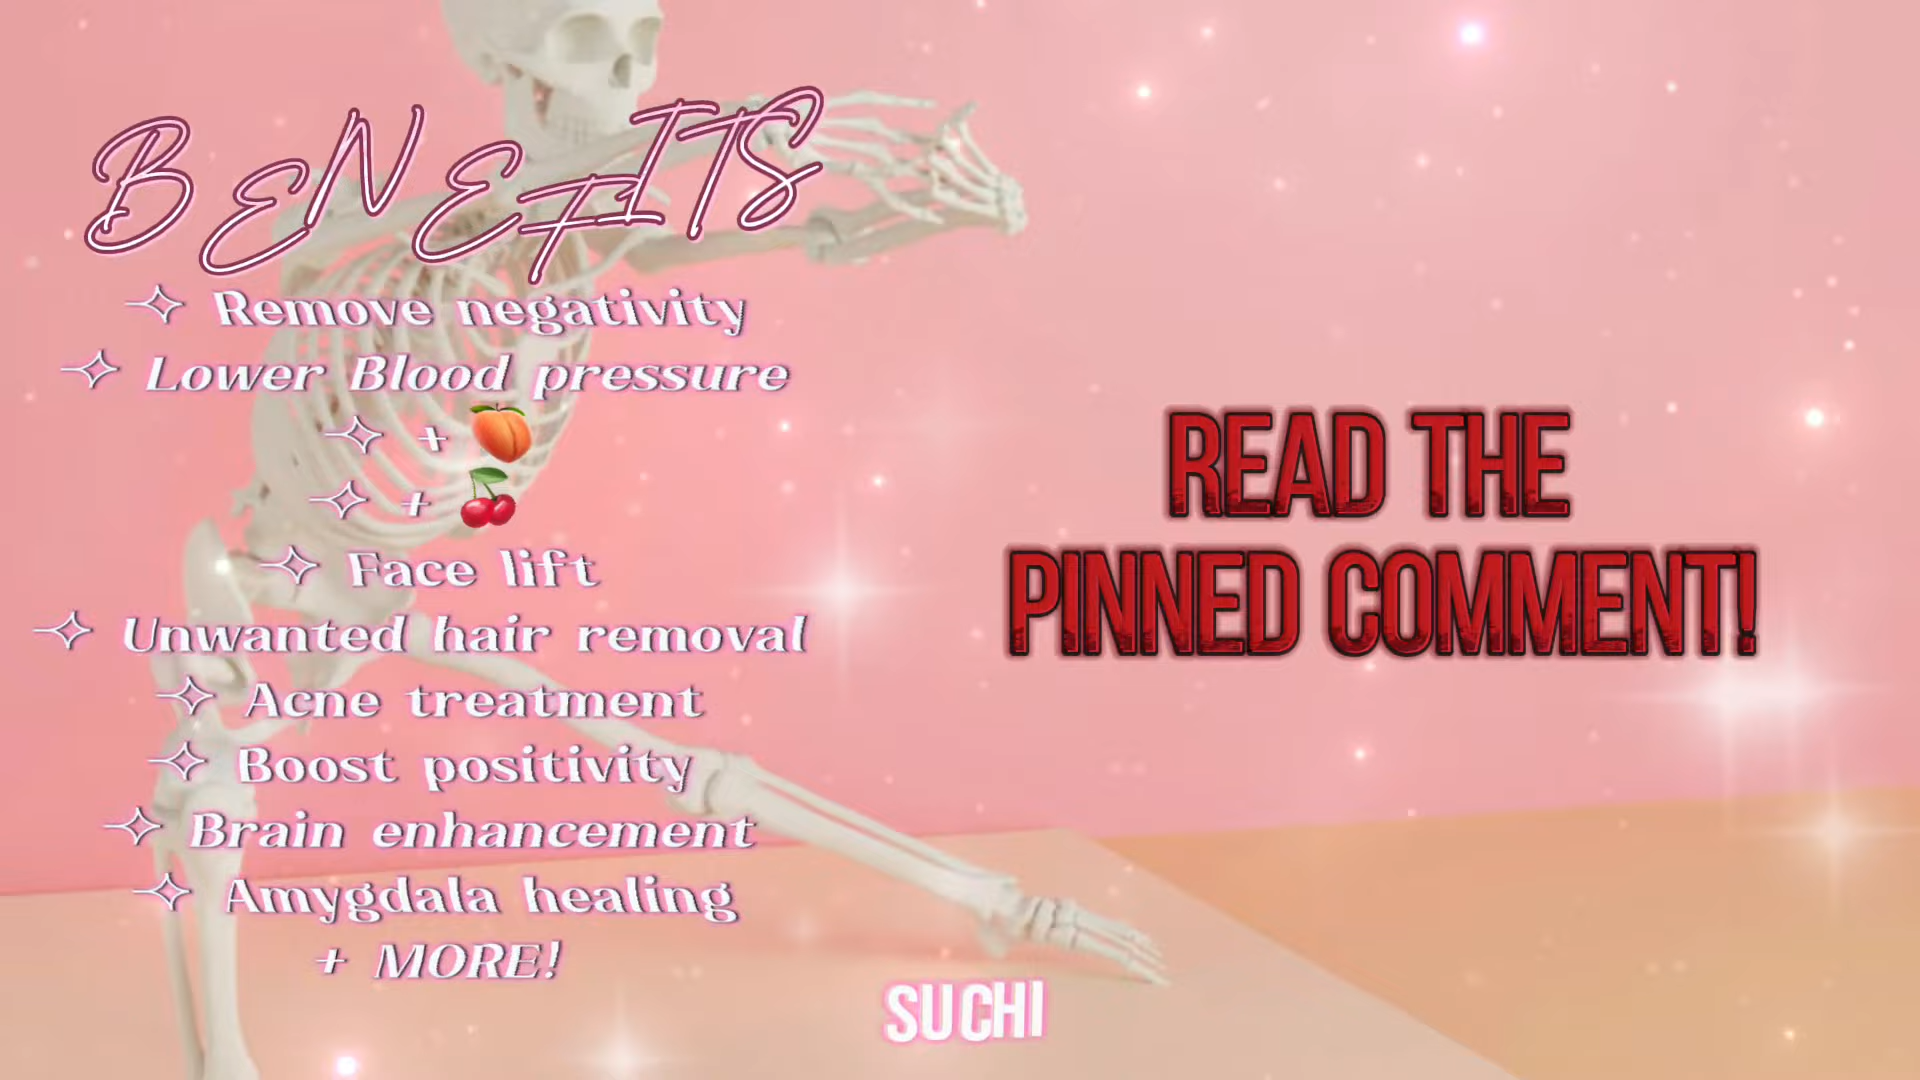 BENEFITS
✧ Remove negativity
✧ Lower Blood pressure
✧ + 🍑
✧ + 🍒
✧ Face lift
✧ Unwanted hair removal
✧ Acne treatment
✧ Boost positivity
✧ Brain enhancement
✧ Amygdala healing
+ MORE!
READ THE
PINNED COMMENT!
SUCHI